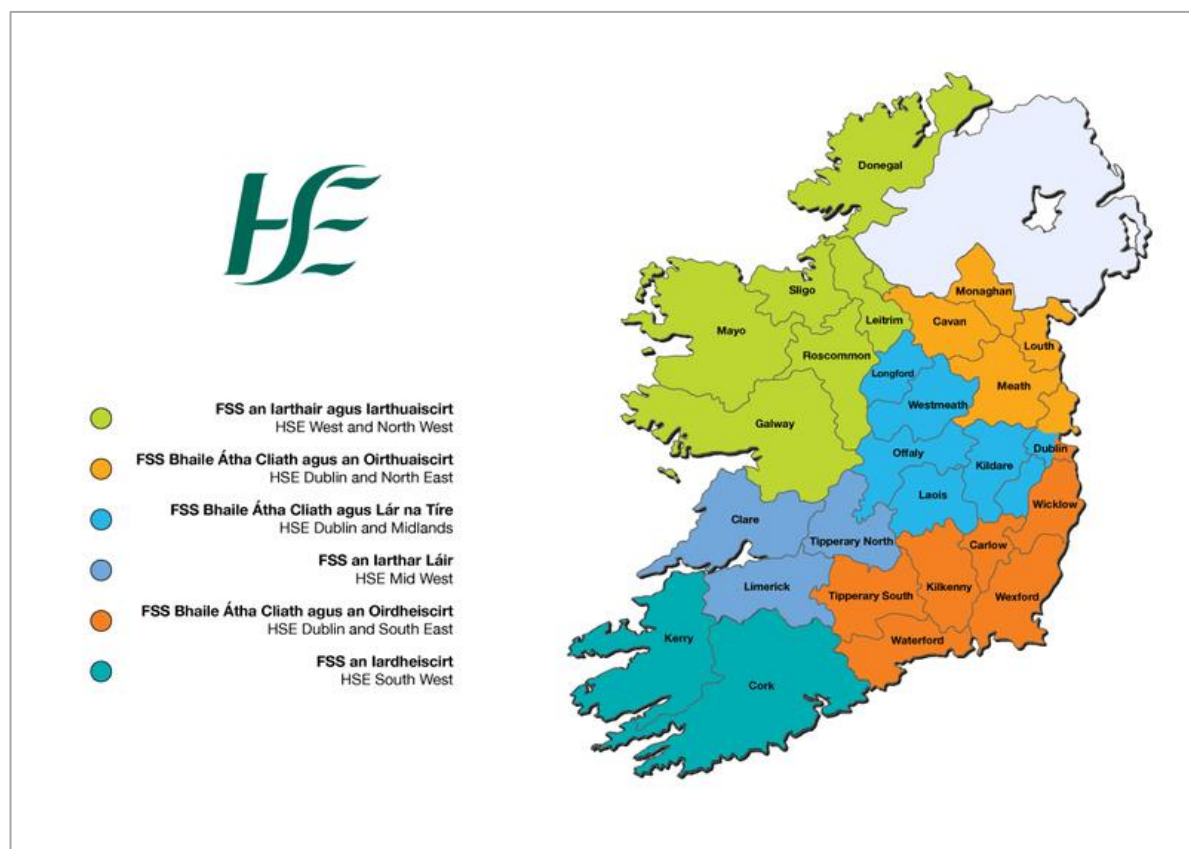 HSE
FSS an Iarthair agus Iarthuaiscirt
HSE West and North West
FSS Bhaile Átha Cliath agus an Oirthuaiscirt
HSE Dublin and North East
FSS Bhaile Átha Cliath agus Lár na Tíre
HSE Dublin and Midlands
FSS an Iarthar Láir
HSE Mid West
FSS Bhaile Átha Cliath agus an Oirdheiscirt
HSE Dublin and South East
FSS an Iardheiscirt
HSE South West
Donegal
Sligo
Monaghan
Leitrim
Cavan
Mayo
Louth
Roscommon
Longford
Meath
Westmeath
Galway
Dublin
Offaly
Kildare
Laois
Wicklow
Clare
Tipperary North
Carlow
Limerick
Tipperary South
Kilkenny
Wexford
Kerry
Waterford
Cork